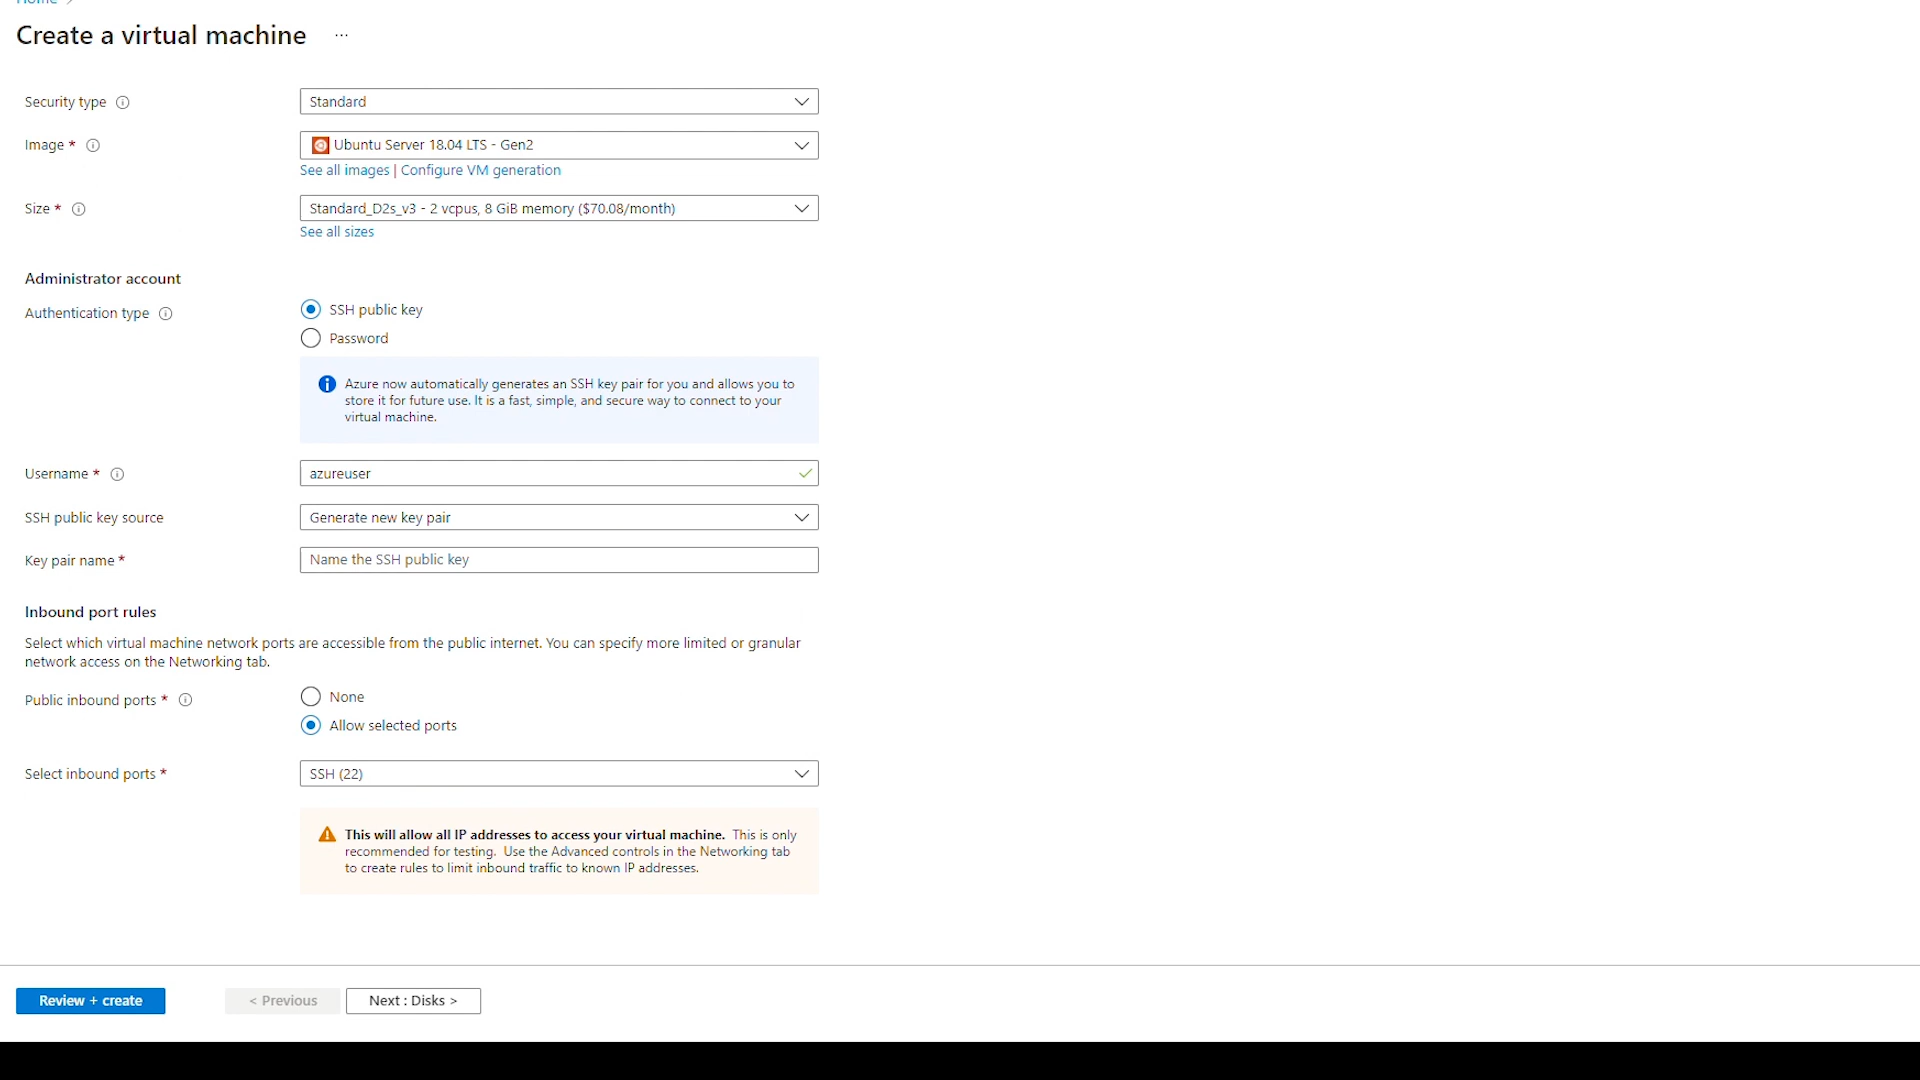 Home >
Create a virtual machine ...
Security type
Standard
Image *
Ubuntu Server 18.04 LTS - Gen2
See all images | Configure VM generation
Size *
Standard_D2s_v3 - 2 vcpus, 8 GiB memory ($70.08/month)
See all sizes
Administrator account
Authentication type
SSH public key
Password
Azure now automatically generates an SSH key pair for you and allows you to
store it for future use. It is a fast, simple, and secure way to connect to your
virtual machine.
Username *
azureuser
SSH public key source
Generate new key pair
Key pair name *
Name the SSH public key
Inbound port rules
Select which virtual machine network ports are accessible from the public internet. You can specify more limited or granular
network access on the Networking tab.
Public inbound ports *
None
Allow selected ports
Select inbound ports *
SSH (22)
This will allow all IP addresses to access your virtual machine. This is only
recommended for testing. Use the Advanced controls in the Networking tab
to create rules to limit inbound traffic to known IP addresses.
Review + create
< Previous
Next : Disks >